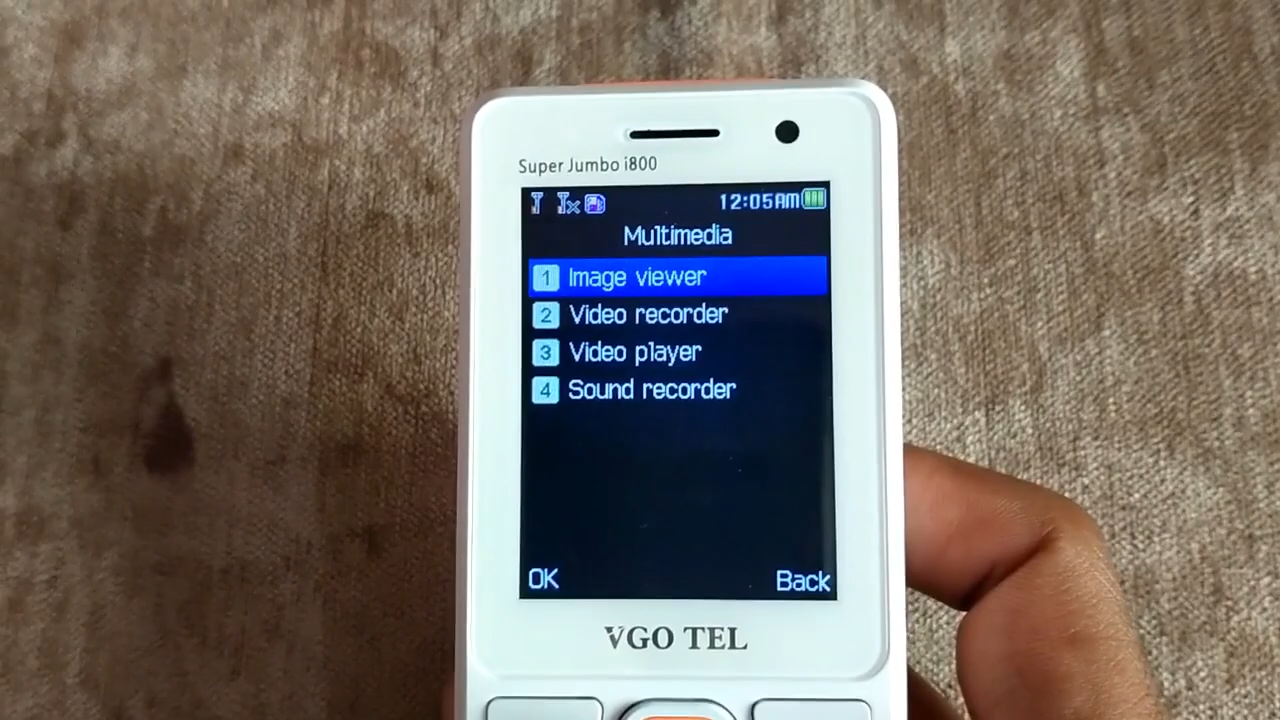 Super Jumbo i800
12:05AM
Multimedia
1 Image viewer
2 Video recorder
3 Video player
4 Sound recorder
OK Back
VGO TEL